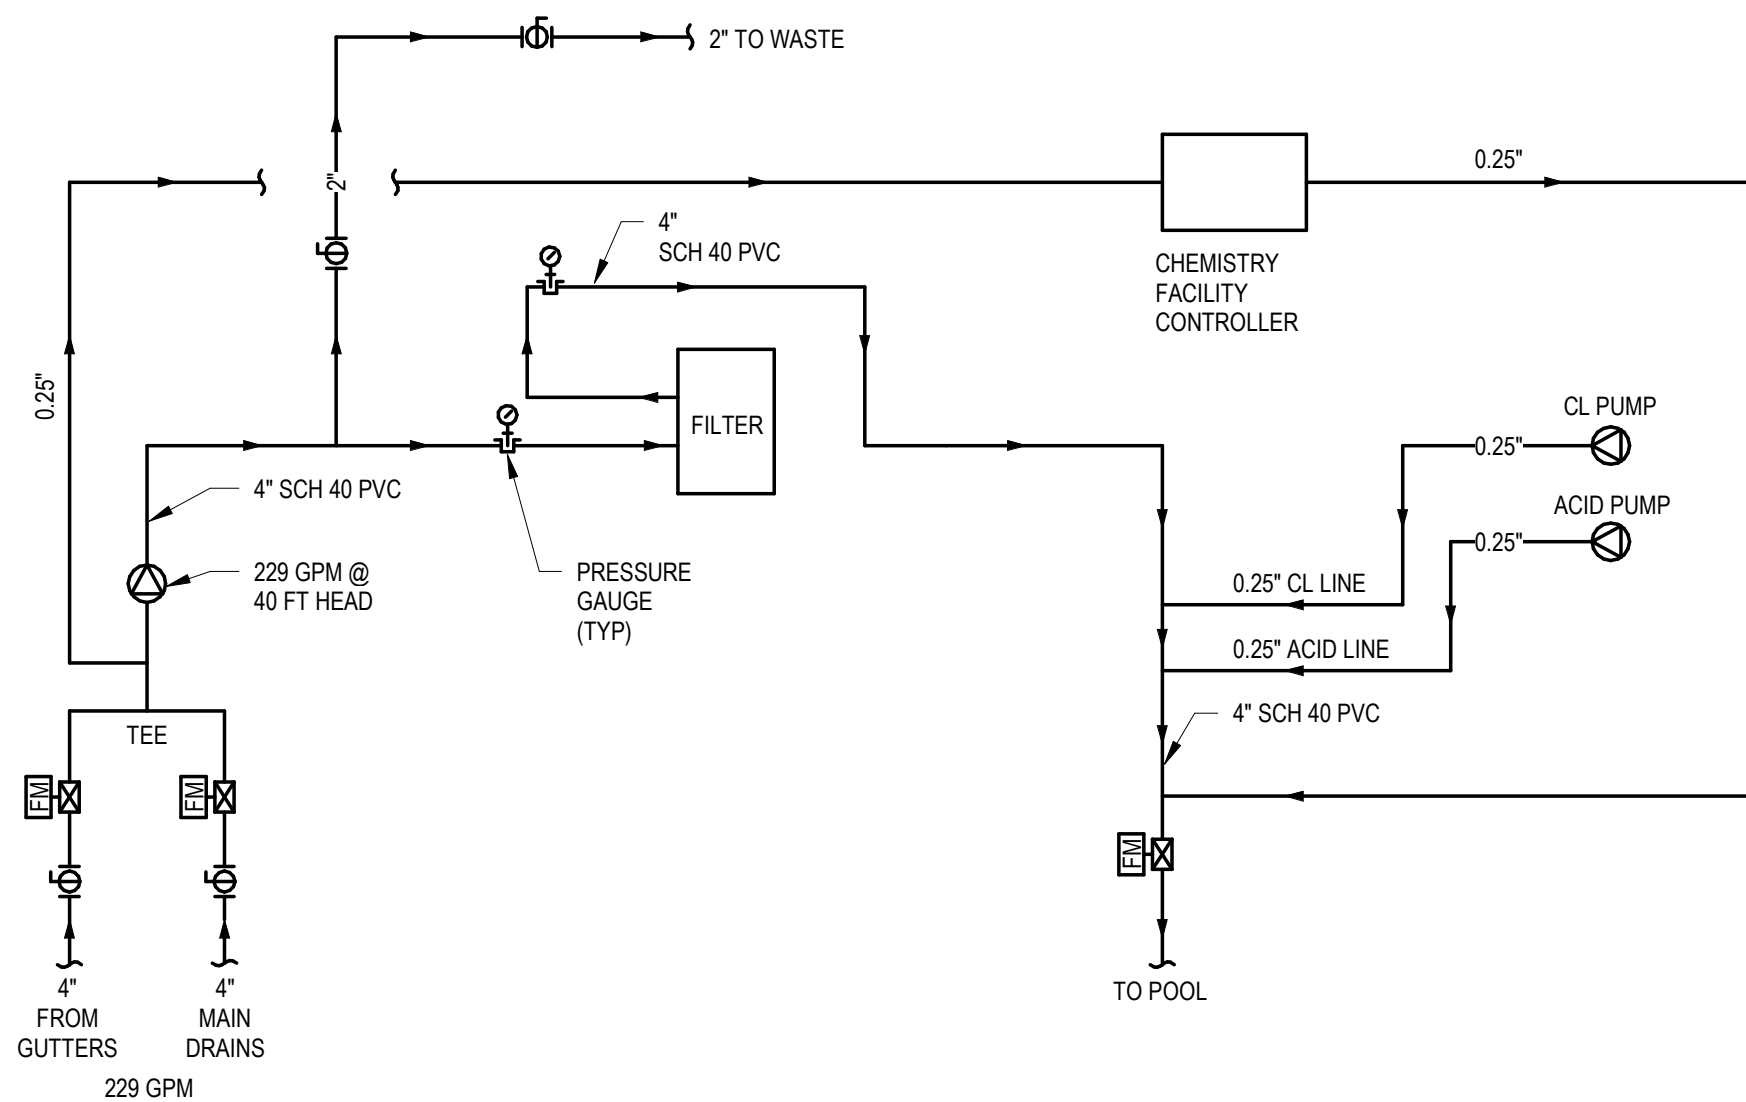 2" TO WASTE
0.25"
2"
4"
SCH 40 PVC
CHEMISTRY
FACILITY
CONTROLLER
0.25"
FILTER
CL PUMP
0.25"
4" SCH 40 PVC
ACID PUMP
0.25"
229 GPM @
40 FT HEAD
PRESSURE
GAUGE
(TYP)
0.25" CL LINE
0.25" ACID LINE
4" SCH 40 PVC
TEE
FM
FM
FM
4"
FROM
GUTTERS
4"
MAIN
DRAINS
229 GPM
TO POOL